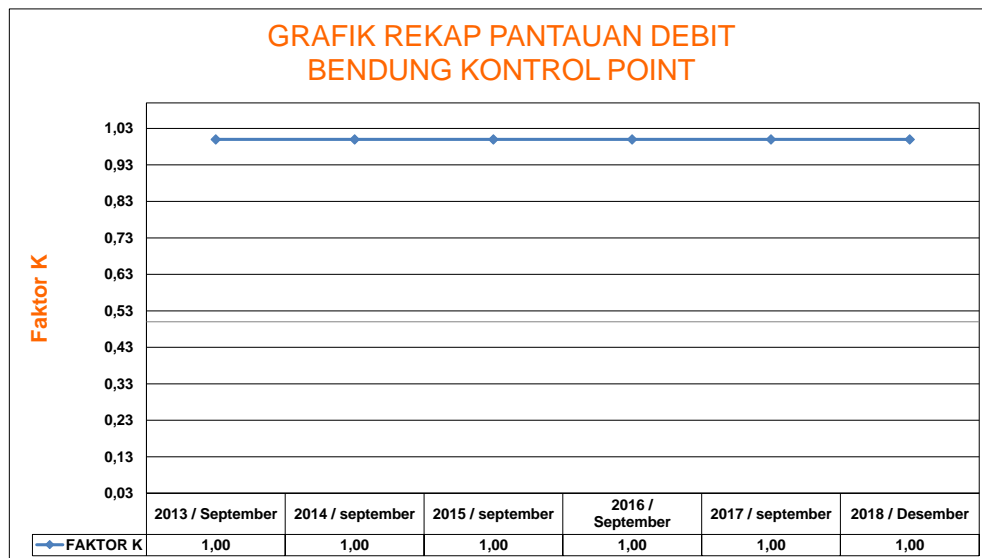 GRAFIK REKAP PANTAUAN DEBIT
BENDUNG KONTROL POINT
Faktor K
1,03
0,93
0,83
0,73
0,63
0,53
0,43
0,33
0,23
0,13
0,03
2013 / September 2014 / september 2015 / september 2016 / September 2017 / september 2018 / Desember
FAKTOR K 1,00 1,00 1,00 1,00 1,00 1,00